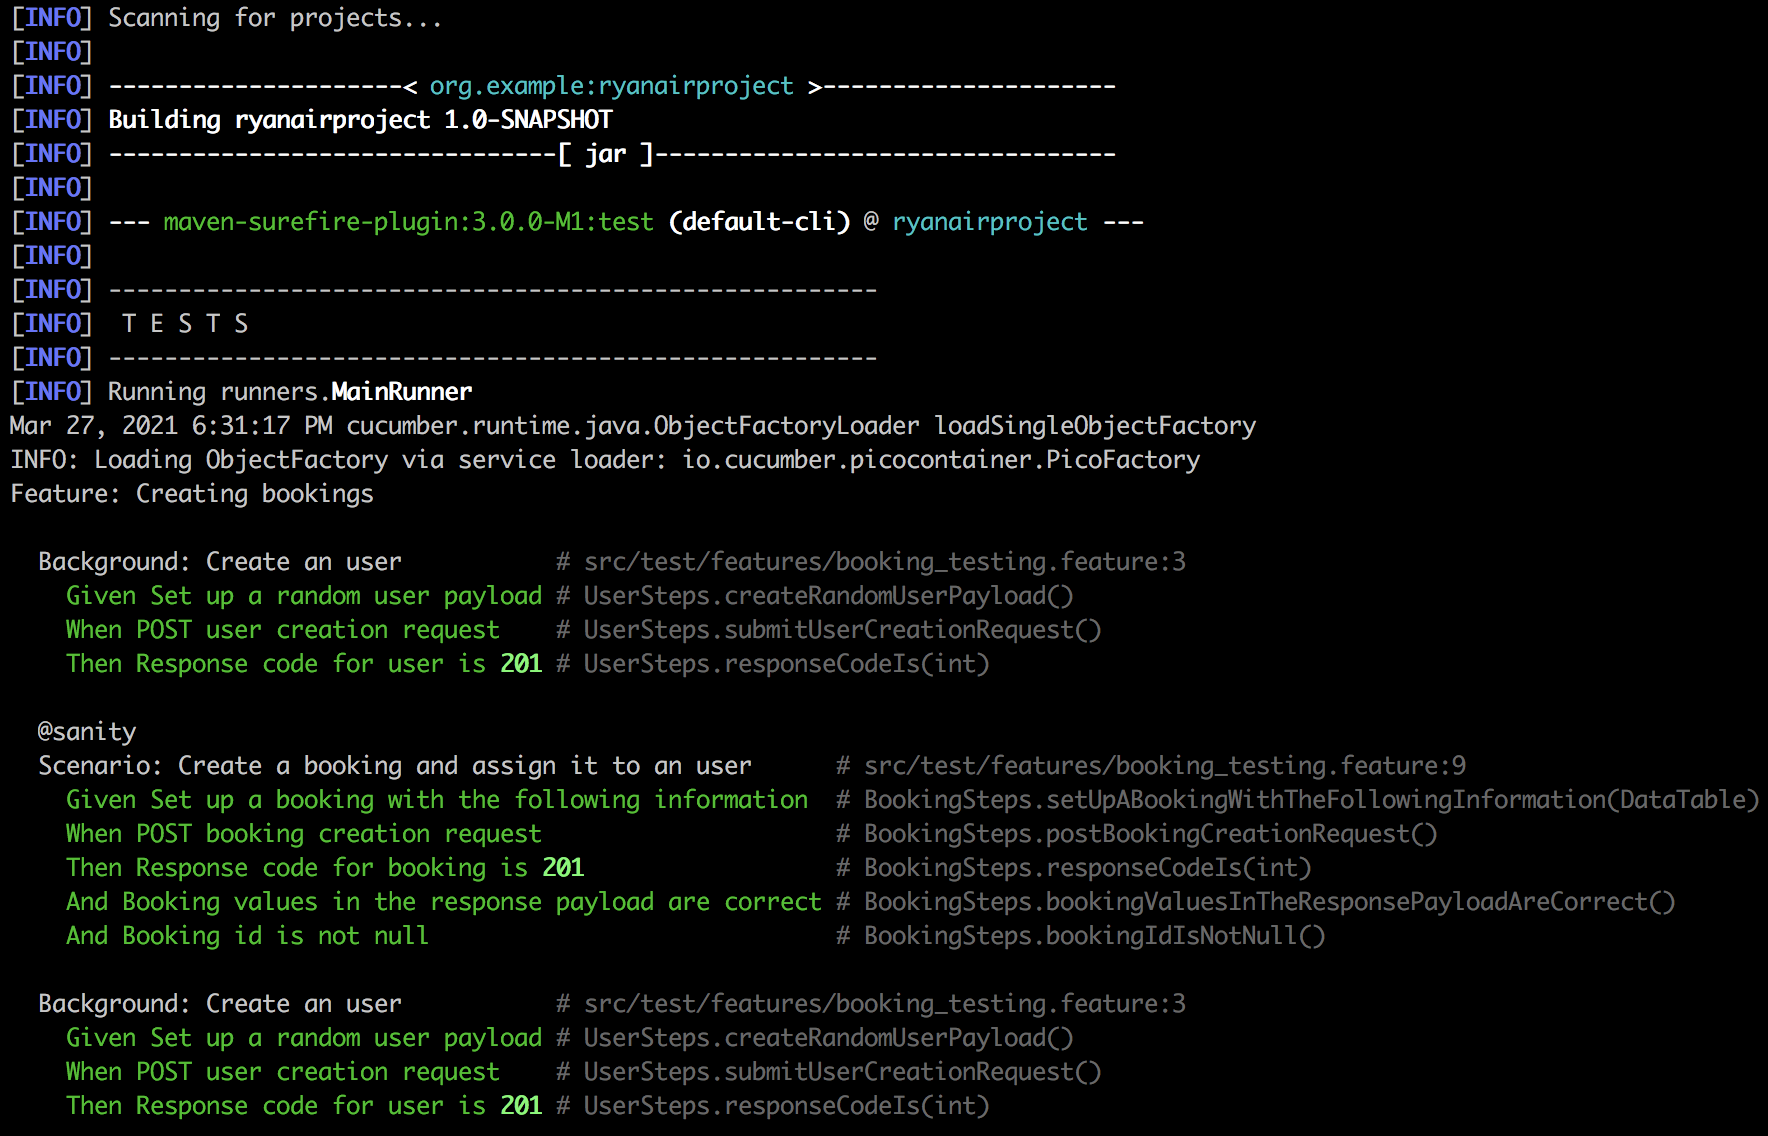 [INFO] Scanning for projects...
[INFO]
[INFO] ---------------------< org.example:ryanairproject >---------------------
[INFO] Building ryanairproject 1.0-SNAPSHOT
[INFO] --------------------------------[ jar ]---------------------------------
[INFO]
[INFO] --- maven-surefire-plugin:3.0.0-M1:test (default-cli) @ ryanairproject ---
[INFO]
[INFO] -------------------------------------------------------
[INFO]  T E S T S
[INFO] -------------------------------------------------------
[INFO] Running runners.MainRunner
Mar 27, 2021 6:31:17 PM cucumber.runtime.java.ObjectFactoryLoader loadSingleObjectFactory
INFO: Loading ObjectFactory via service loader: io.cucumber.picocontainer.PicoFactory
Feature: Creating bookings

  Background: Create an user           # src/test/features/booking_testing.feature:3
    Given Set up a random user payload # UserSteps.createRandomUserPayload()
    When POST user creation request    # UserSteps.submitUserCreationRequest()
    Then Response code for user is 201 # UserSteps.responseCodeIs(int)

  @sanity
  Scenario: Create a booking and assign it to an user      # src/test/features/booking_testing.feature:9
    Given Set up a booking with the following information  # BookingSteps.setUpABookingWithTheFollowingInformation(DataTable)
    When POST booking creation request                     # BookingSteps.postBookingCreationRequest()
    Then Response code for booking is 201                  # BookingSteps.responseCodeIs(int)
    And Booking values in the response payload are correct # BookingSteps.bookingValuesInTheResponsePayloadAreCorrect()
    And Booking id is not null                             # BookingSteps.bookingIdIsNotNull()

  Background: Create an user           # src/test/features/booking_testing.feature:3
    Given Set up a random user payload # UserSteps.createRandomUserPayload()
    When POST user creation request    # UserSteps.submitUserCreationRequest()
    Then Response code for user is 201 # UserSteps.responseCodeIs(int)